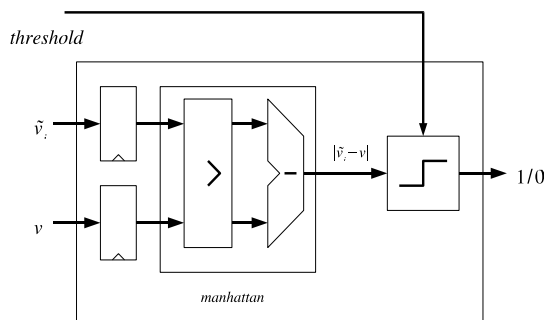 threshold
ṽᵢ
|ṽᵢ−v|
1/0
v
>
−
manhattan